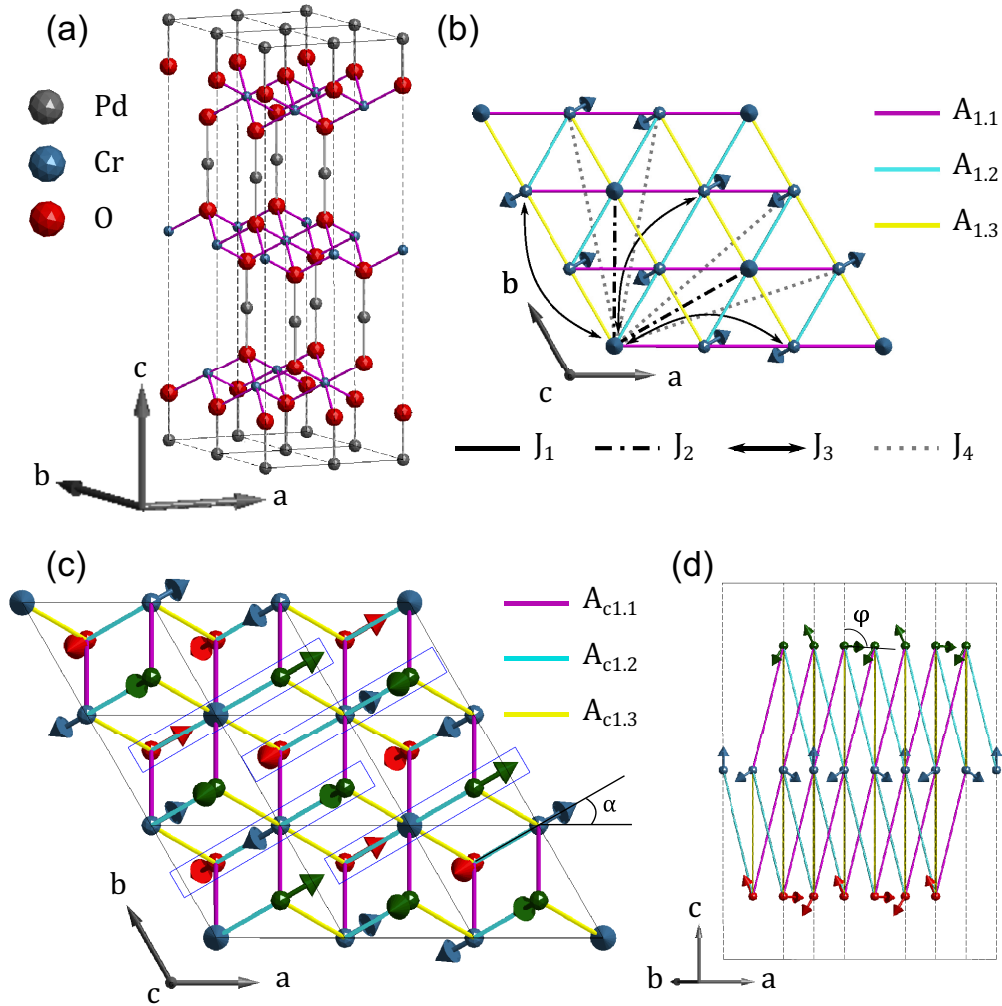 (a)
Pd
Cr
O
c
b
a
(b)
A1.1
A1.2
A1.3
b
c
a
J1
J2
J3
J4
(c)
Ac1.1
Ac1.2
Ac1.3
α
b
c
a
(d)
φ
c
b
a